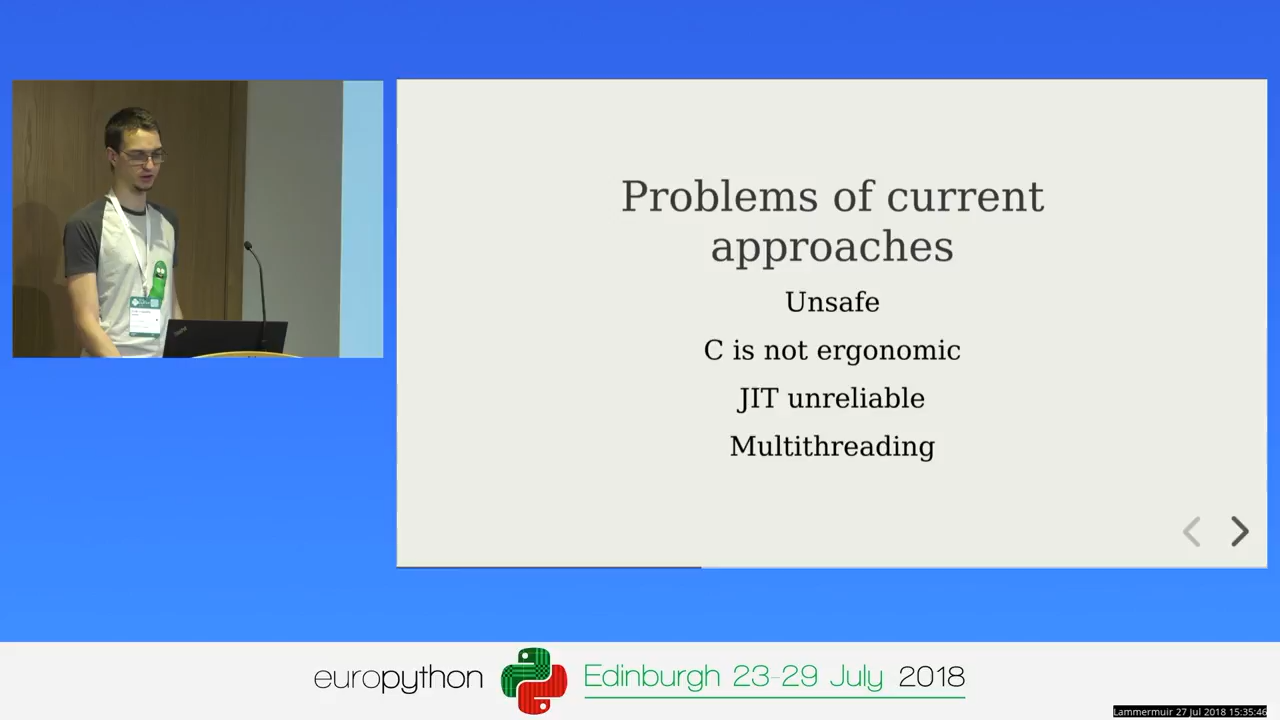 Problems of current
approaches
Unsafe
C is not ergonomic
JIT unreliable
Multithreading
europython
Edinburgh 23-29 July 2018
Lammermuir 27 Jul 2018 15:35:46